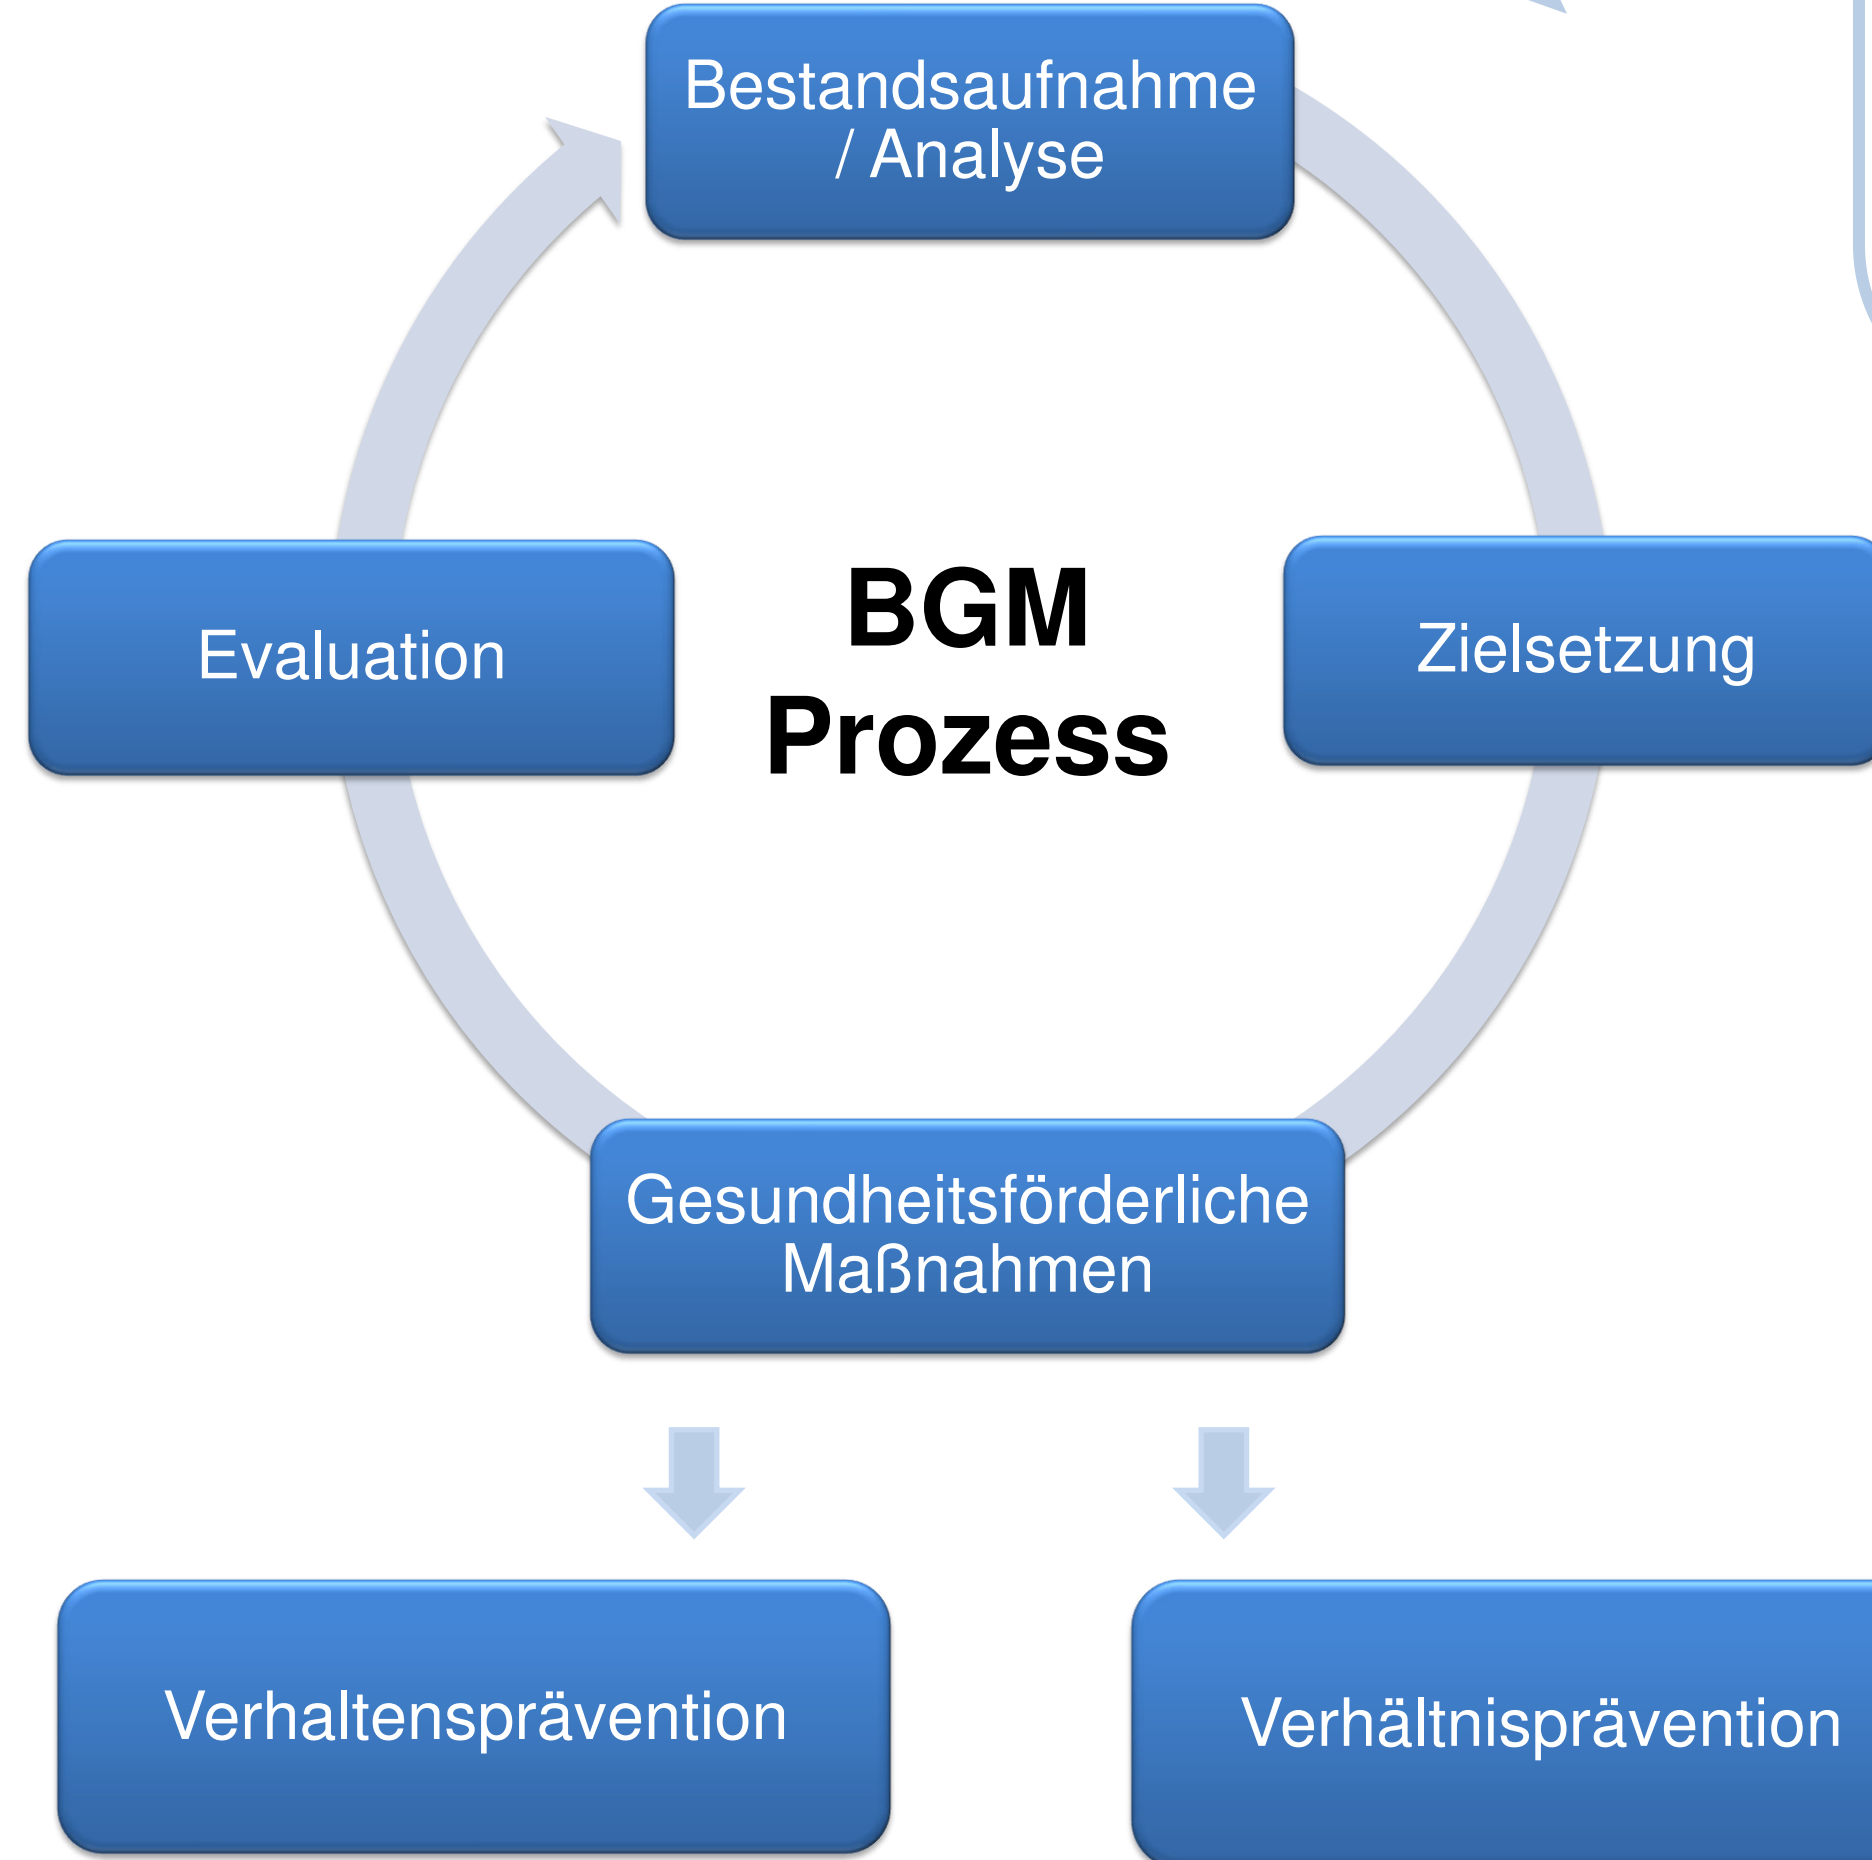 Bestandsaufnahme
/ Analyse
Evaluation
BGM
Prozess
Zielsetzung
Gesundheitsförderliche
Maßnahmen
Verhaltensprävention
Verhältnisprävention